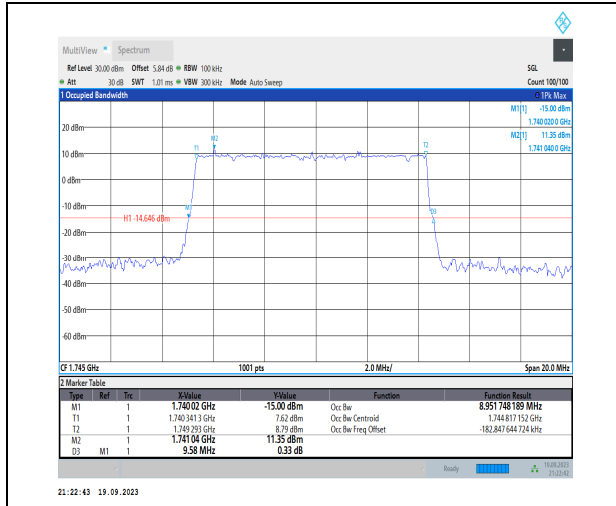 R&S
MultiView Spectrum
Ref Level 30.00 dBm Offset 5.84 dB RBW 100 kHz SGL
Att 30 dB SWT 1.01 ms VBW 300 kHz Mode Auto Sweep Count 100/100
1 Occupied Bandwidth 1Pk Max
M1[1] -15.00 dBm
1.740 020 0 GHz
M2[1] 11.35 dBm
1.741 040 0 GHz
20 dBm
M2
T1 T2
10 dBm
0 dBm
-10 dBm
M1 D3
H1 -14.646 dBm
-20 dBm
-30 dBm
-40 dBm
-50 dBm
-60 dBm
CF 1.745 GHz 1001 pts 2.0 MHz/ Span 20.0 MHz
2 Marker Table
Type Ref Trc X-Value Y-Value Function Function Result
M1 1 1.740 02 GHz -15.00 dBm Occ Bw 8.951 748 189 MHz
T1 1 1.740 341 3 GHz 7.62 dBm Occ Bw Centroid 1.744 817 152 GHz
T2 1 1.749 293 GHz 8.79 dBm Occ Bw Freq Offset -182.847 644 724 kHz
M2 1 1.741 04 GHz 11.35 dBm
D3 M1 1 9.58 MHz 0.33 dB
Ready 19.09.2023
21:22:42
21:22:43 19.09.2023